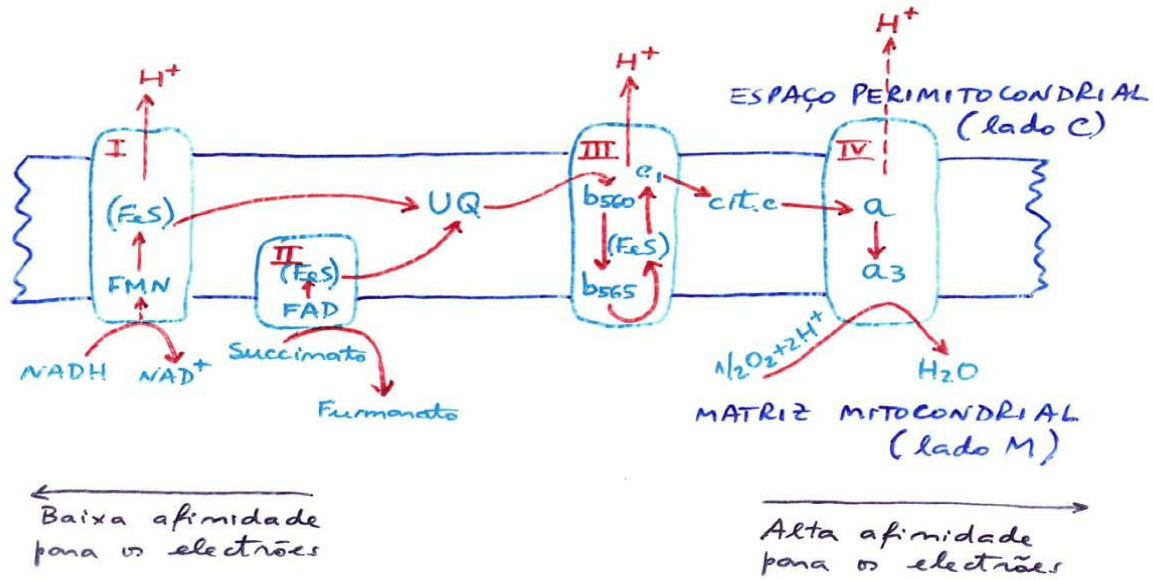 H+
H+
H+
ESPAÇO PERIMITOCONDRIAL
(lado C)
I
III
IV
(FeS)
UQ
b560
c1
cit.c
a
II
(FeS)
(FeS)
FMN
b565
a3
FAD
NADH
NAD+
Succinato
1/2O2+2H+
H2O
Furmarato
MATRIZ MITOCONDRIAL
(lado M)
Baixa afinidade
para os electrões
Alta afinidade
para os electrões